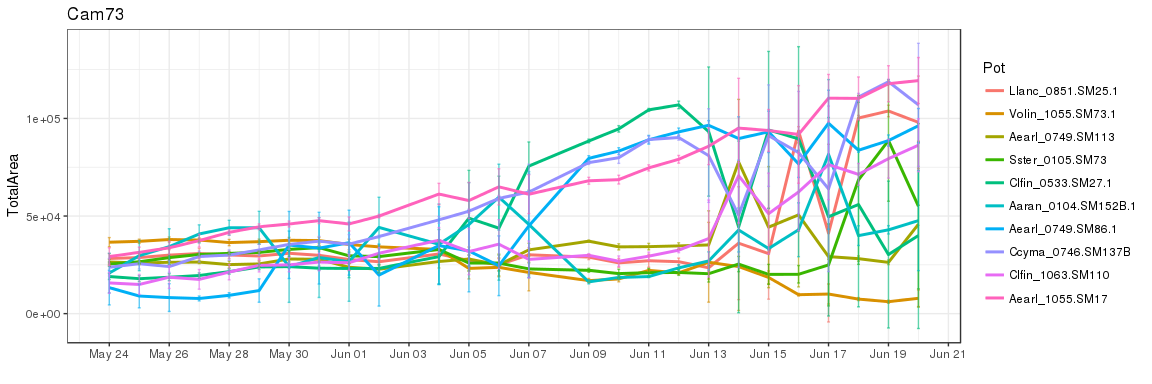 Cam73
TotalArea
1e+05
5e+04
0e+00
May 24 May 26 May 28 May 30 Jun 01 Jun 03 Jun 05 Jun 07 Jun 09 Jun 11 Jun 13 Jun 15 Jun 17 Jun 19 Jun 21
Pot
Llanc_0851.SM25.1
Volin_1055.SM73.1
Aearl_0749.SM113
Sster_0105.SM73
Clfin_0533.SM27.1
Aaran_0104.SM152B.1
Aearl_0749.SM86.1
Ccyma_0746.SM137B
Clfin_1063.SM110
Aearl_1055.SM17